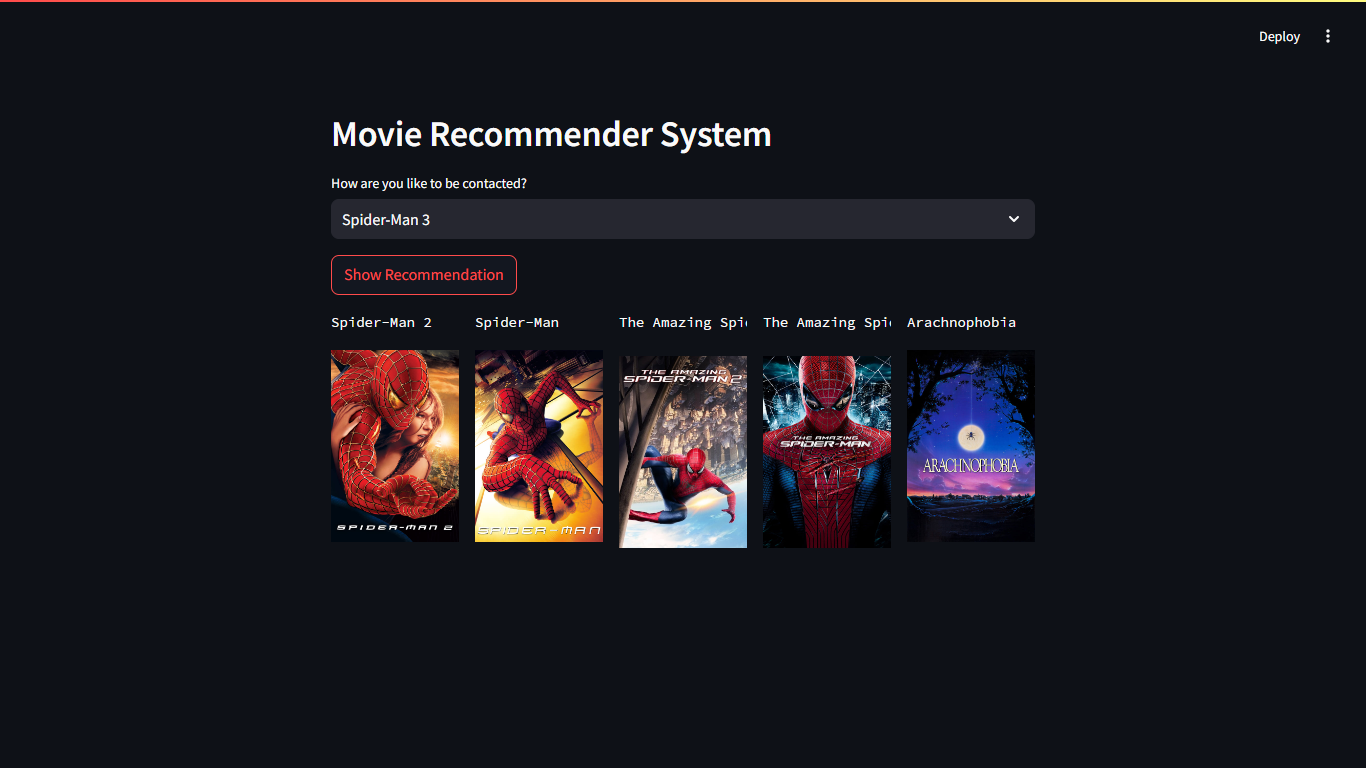 Deploy
Movie Recommender System
How are you like to be contacted?
Spider-Man 3
Show Recommendation
Spider-Man 2
Spider-Man
The Amazing Spi
The Amazing Spi
Arachnophobia
SPIDER-MAN 2
SPIDER-MAN
THE AMAZING
SPIDER-MAN 2
THE AMAZING
SPIDER-MAN
ARACHNOPHOBIA